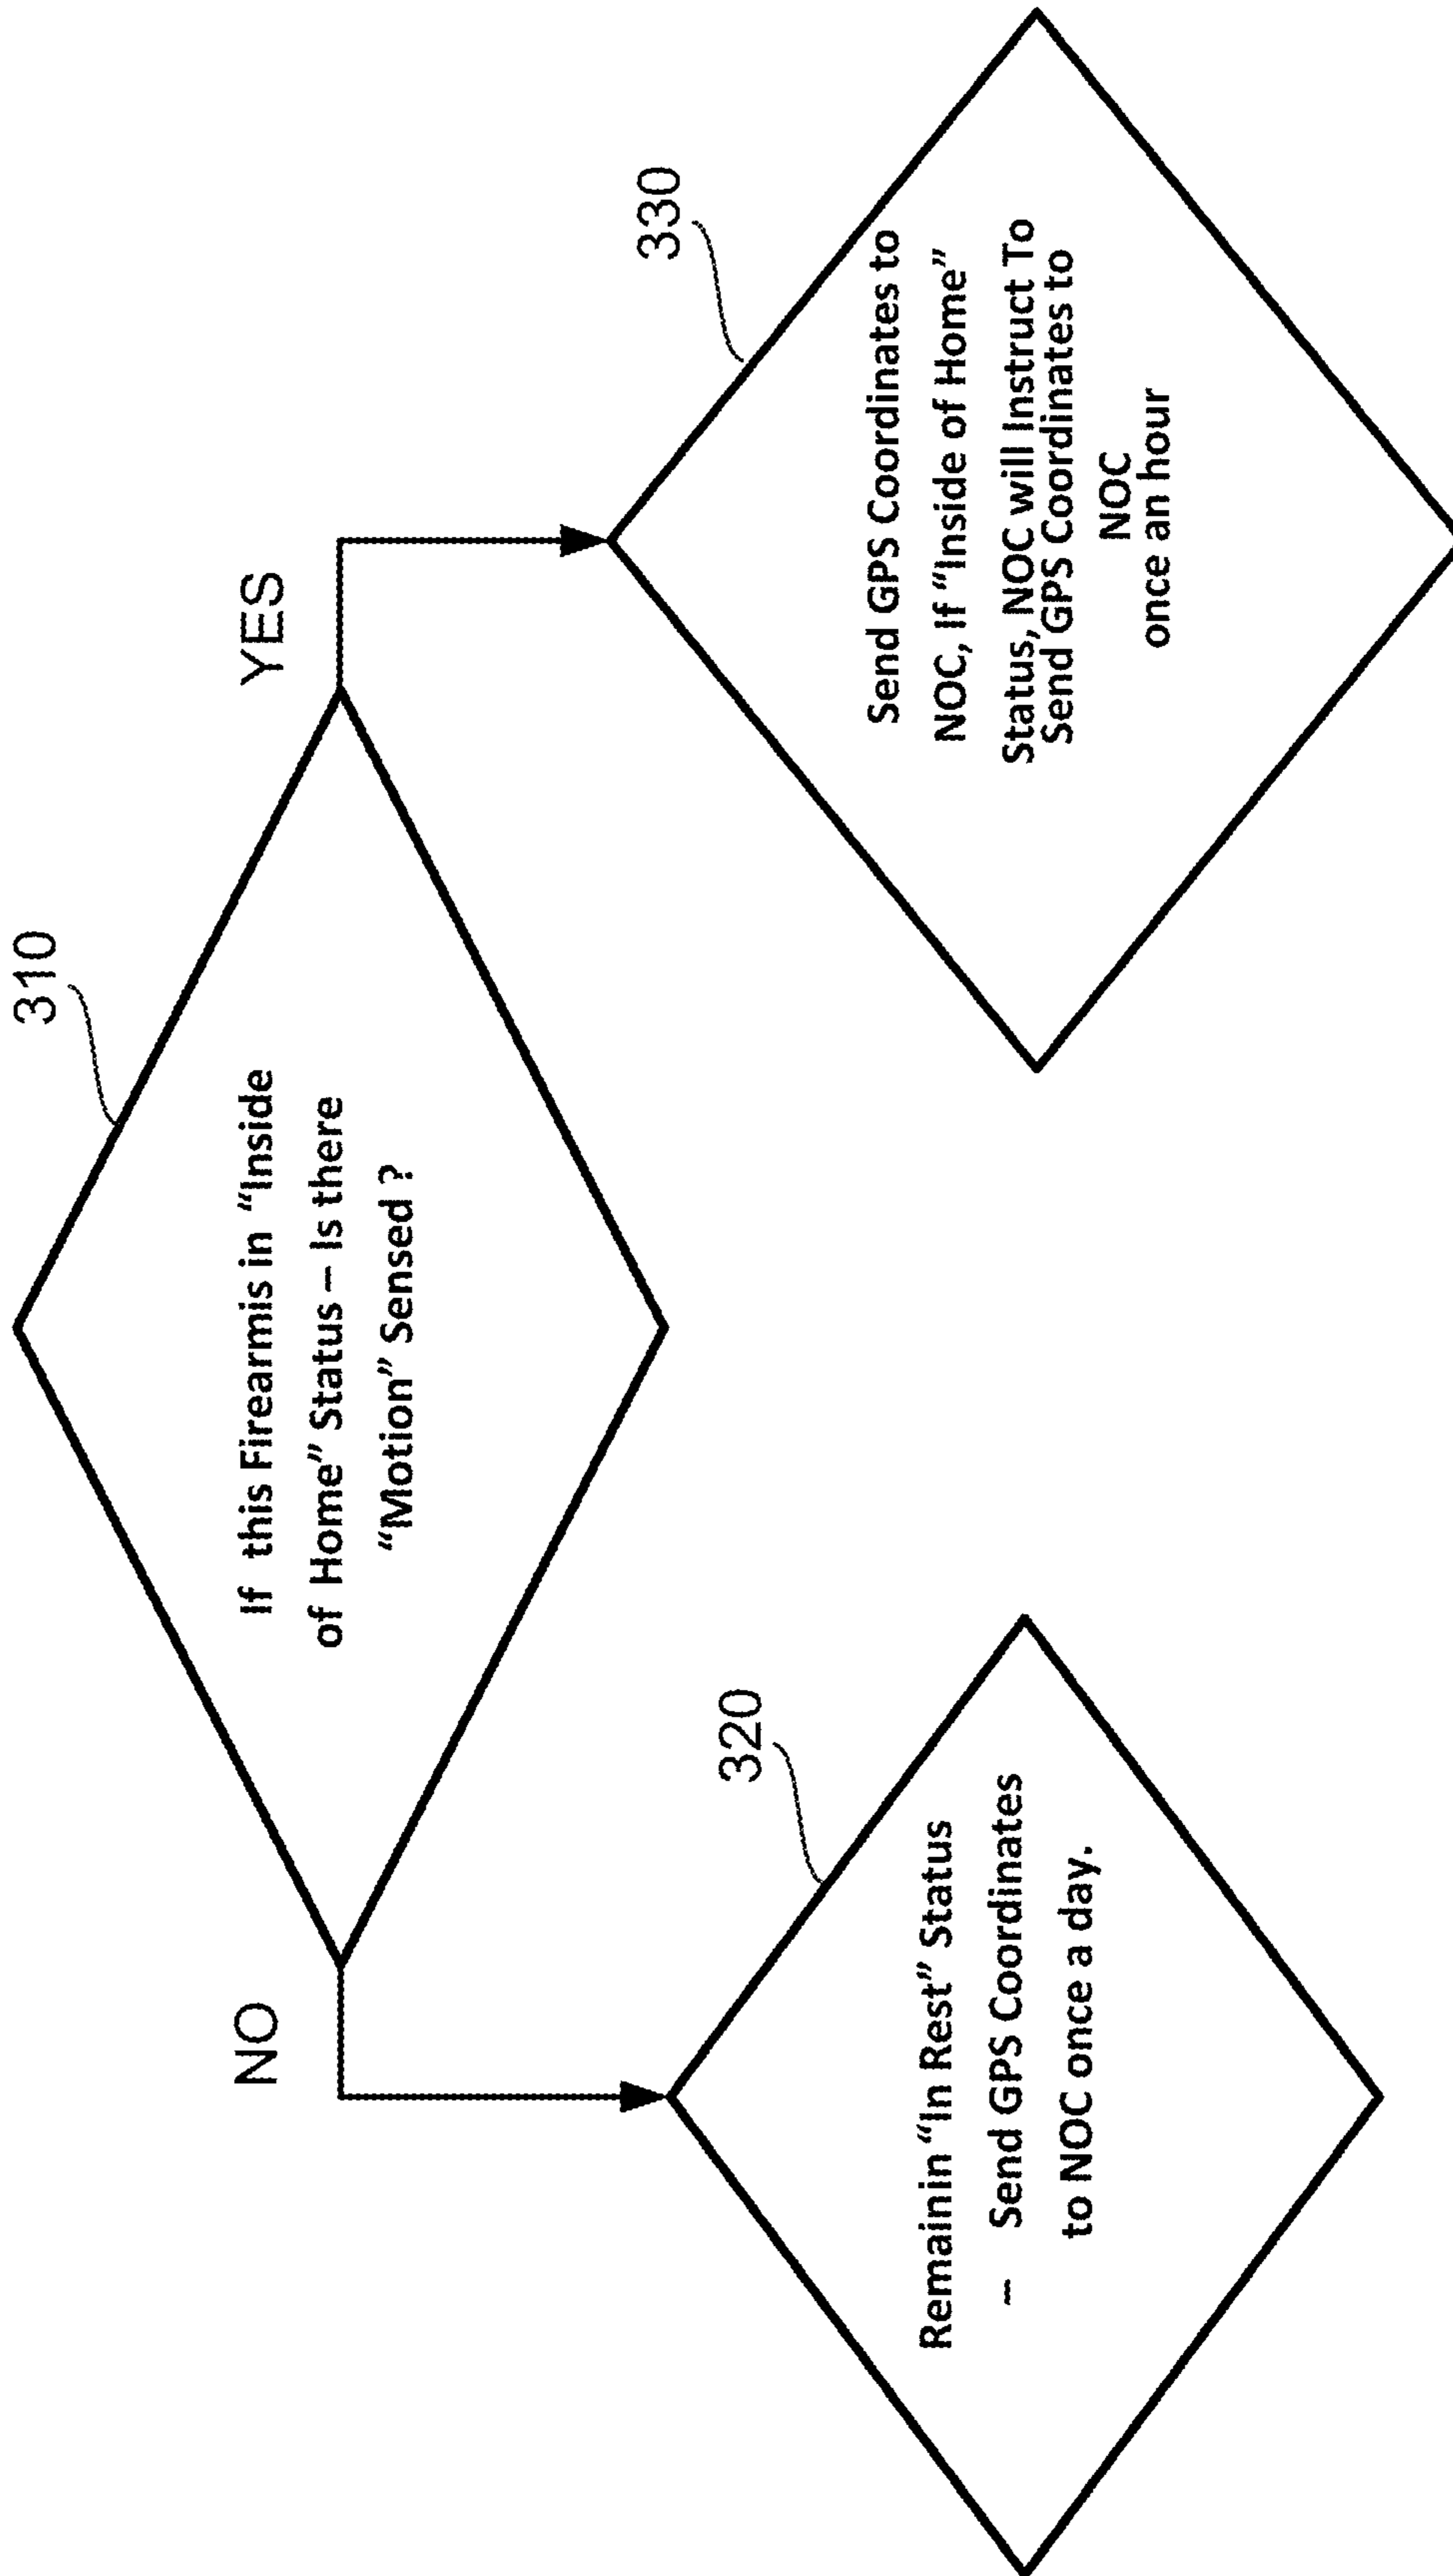 310
If this Firearmis in “Inside
of Home” Status – Is there
“Motion” Sensed ?
NO
YES
320
Remainin “In Rest” Status
– Send GPS Coordinates
to NOC once a day.
330
Send GPS Coordinates to
NOC, If “Inside of Home”
Status, NOC will Instruct To
Send GPS Coordinates to
NOC
once an hour